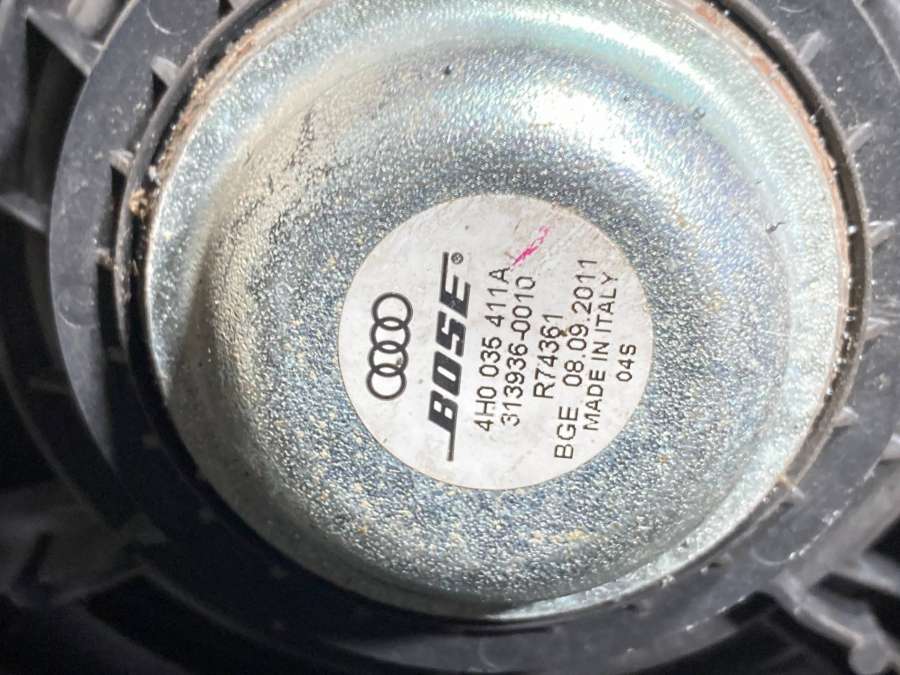 BOSE®
4H0 035 411A
313936-0010
R74361
BGE 08.09.2011
MADE IN ITALY
04S